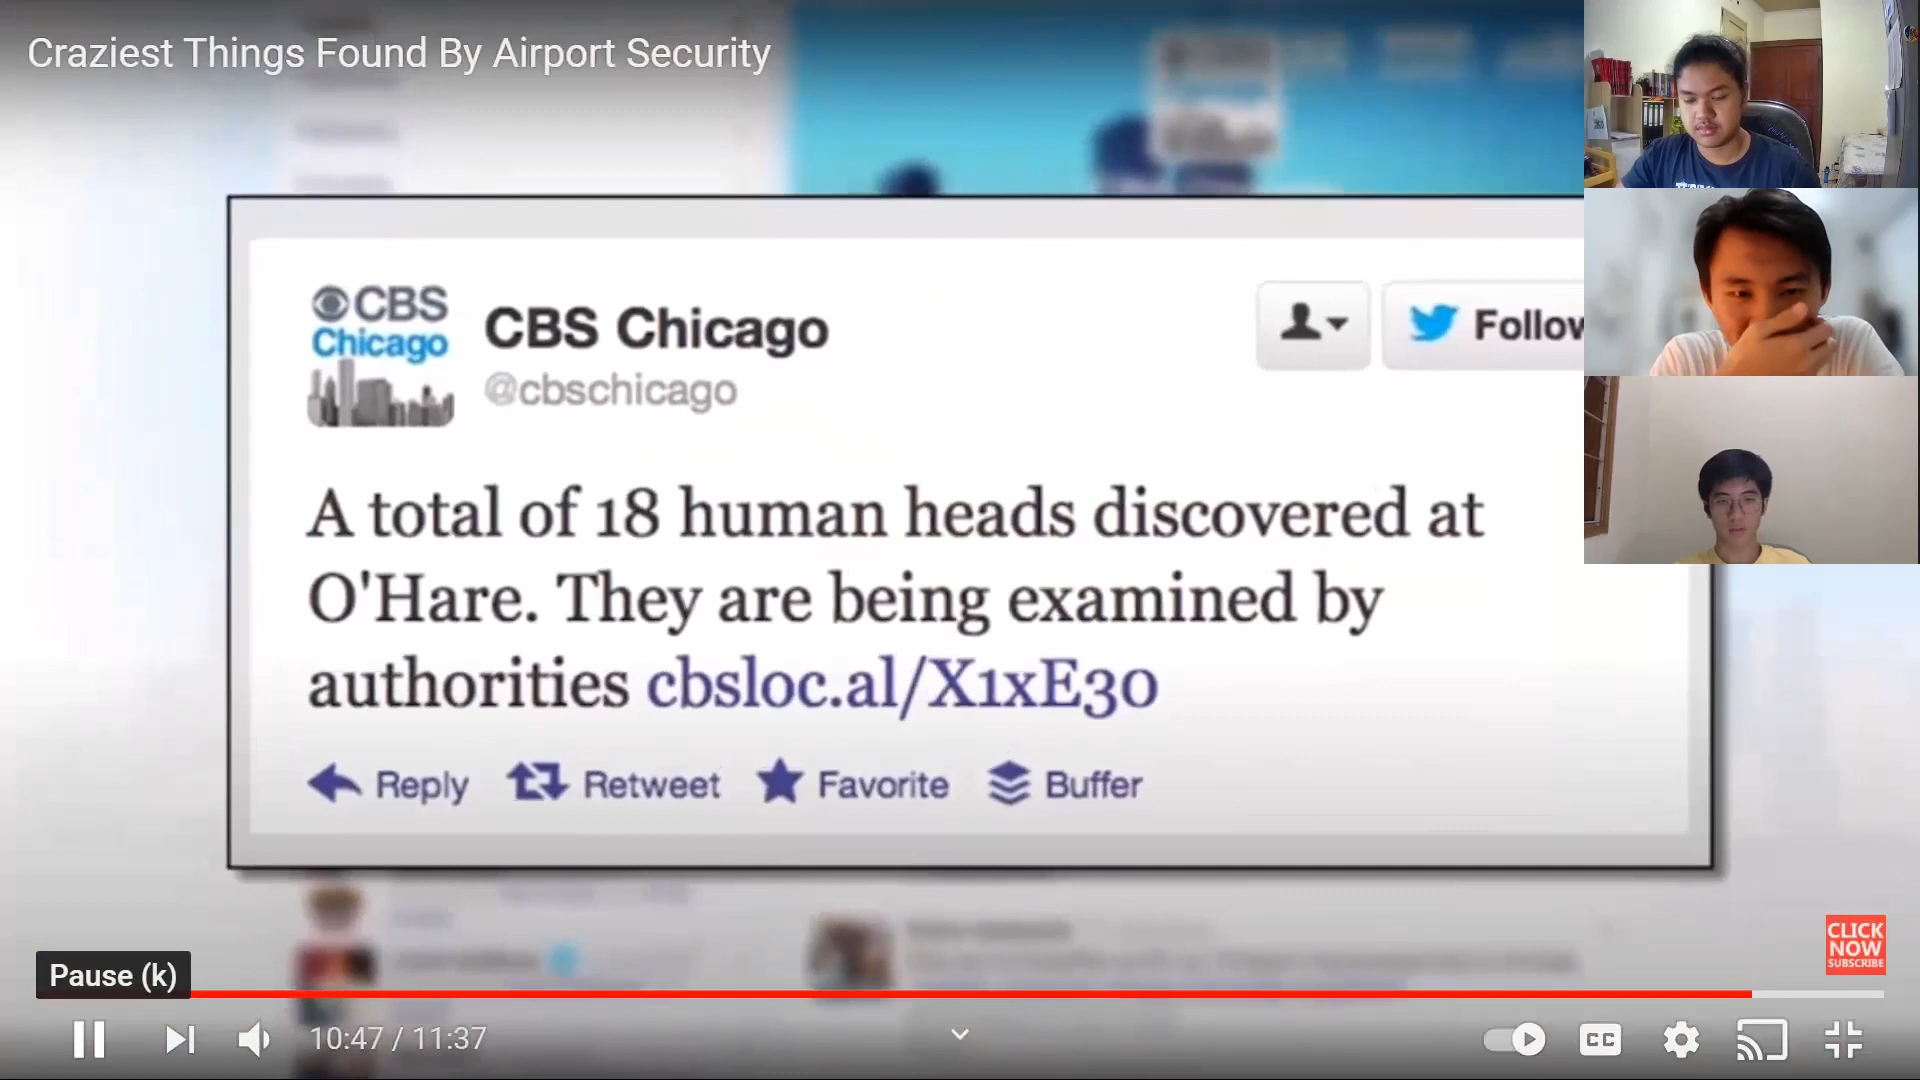 Craziest Things Found By Airport Security
CBS
Chicago
CBS Chicago
@cbschicago
Follow
A total of 18 human heads discovered at
O'Hare. They are being examined by
authorities cbsloc.al/X1xE30
Reply Retweet Favorite Buffer
CLICK
NOW
SUBSCRIBE
Pause (k)
10:47 / 11:37
CC